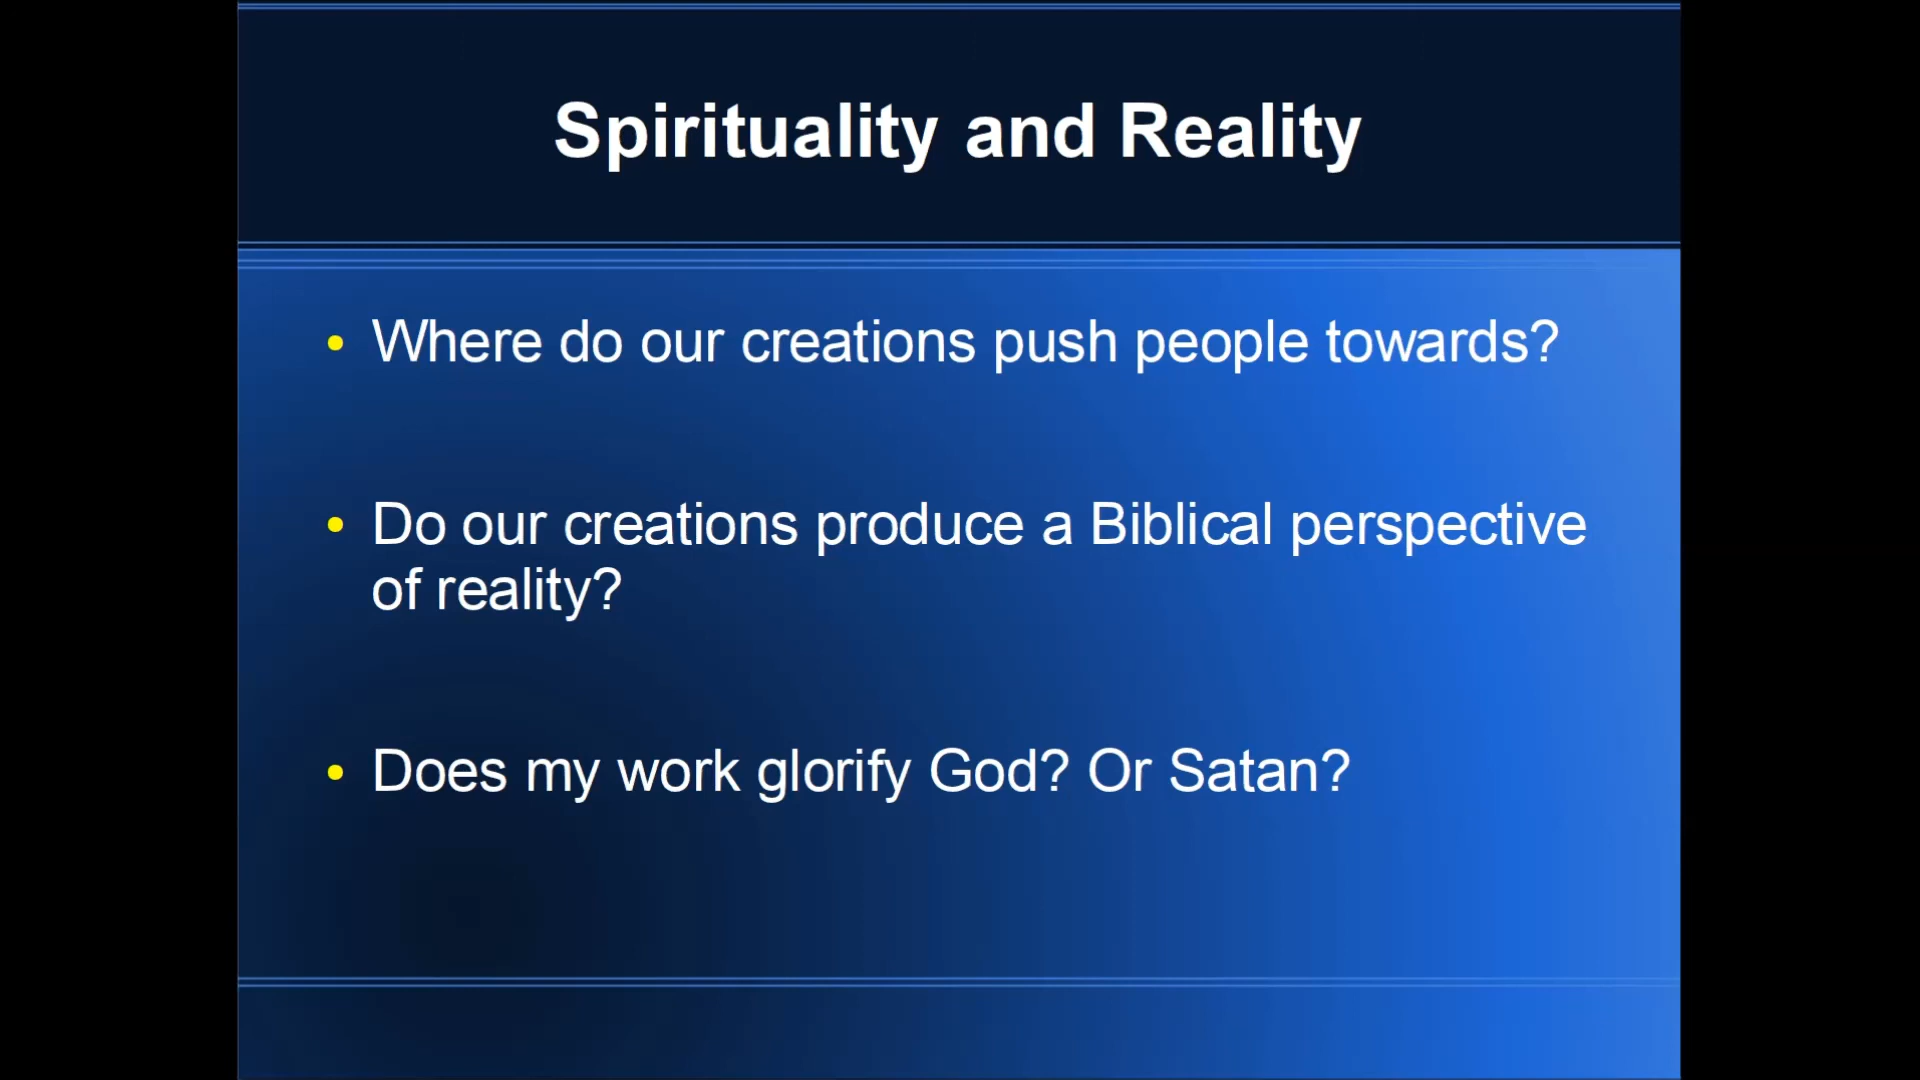 Spirituality and Reality
• Where do our creations push people towards?
• Do our creations produce a Biblical perspective
of reality?
• Does my work glorify God? Or Satan?